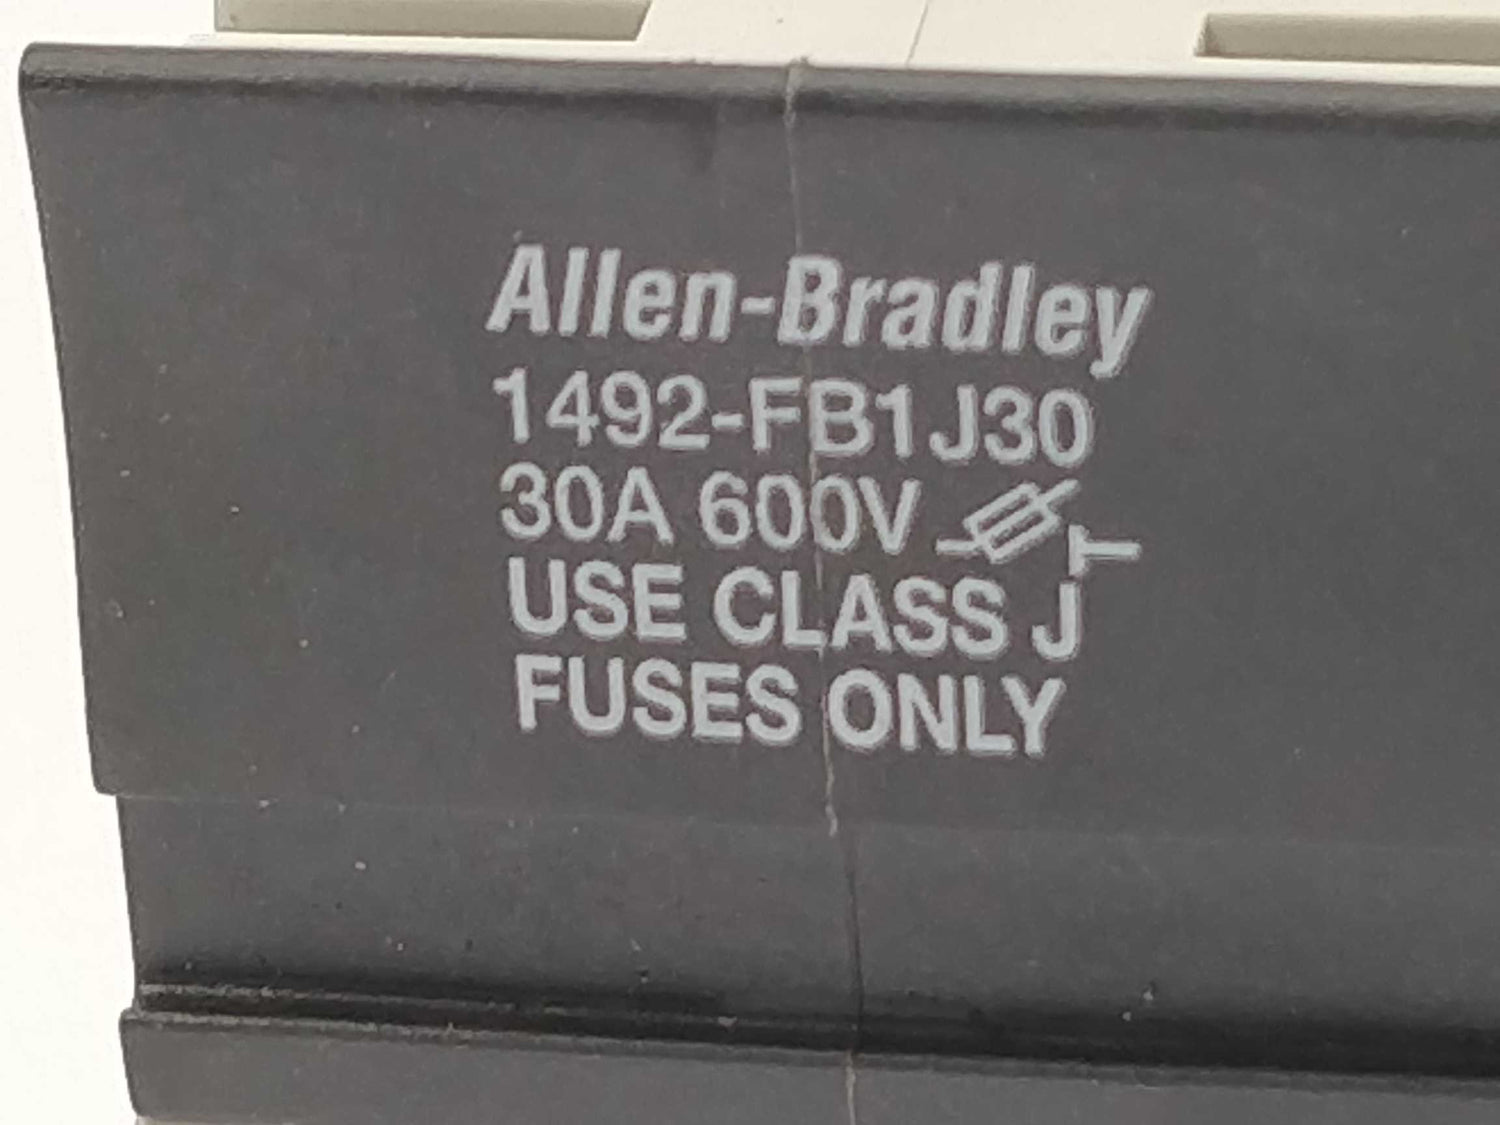 Allen-Bradley
1492-FB1J30
30A 600V
USE CLASS J
FUSES ONLY